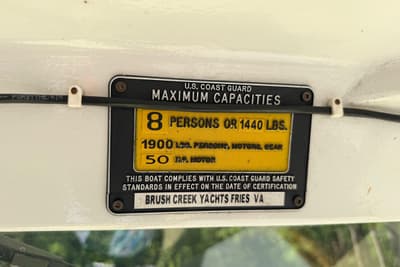 U.S. COAST GUARD
MAXIMUM CAPACITIES
8 PERSONS OR 1440 LBS.
1900 LBS. PERSONS, MOTORS, GEAR
50 H.P. MOTOR
THIS BOAT COMPLIES WITH U.S. COAST GUARD SAFETY
STANDARDS IN EFFECT ON THE DATE OF CERTIFICATION
BRUSH CREEK YACHTS FRIES VA